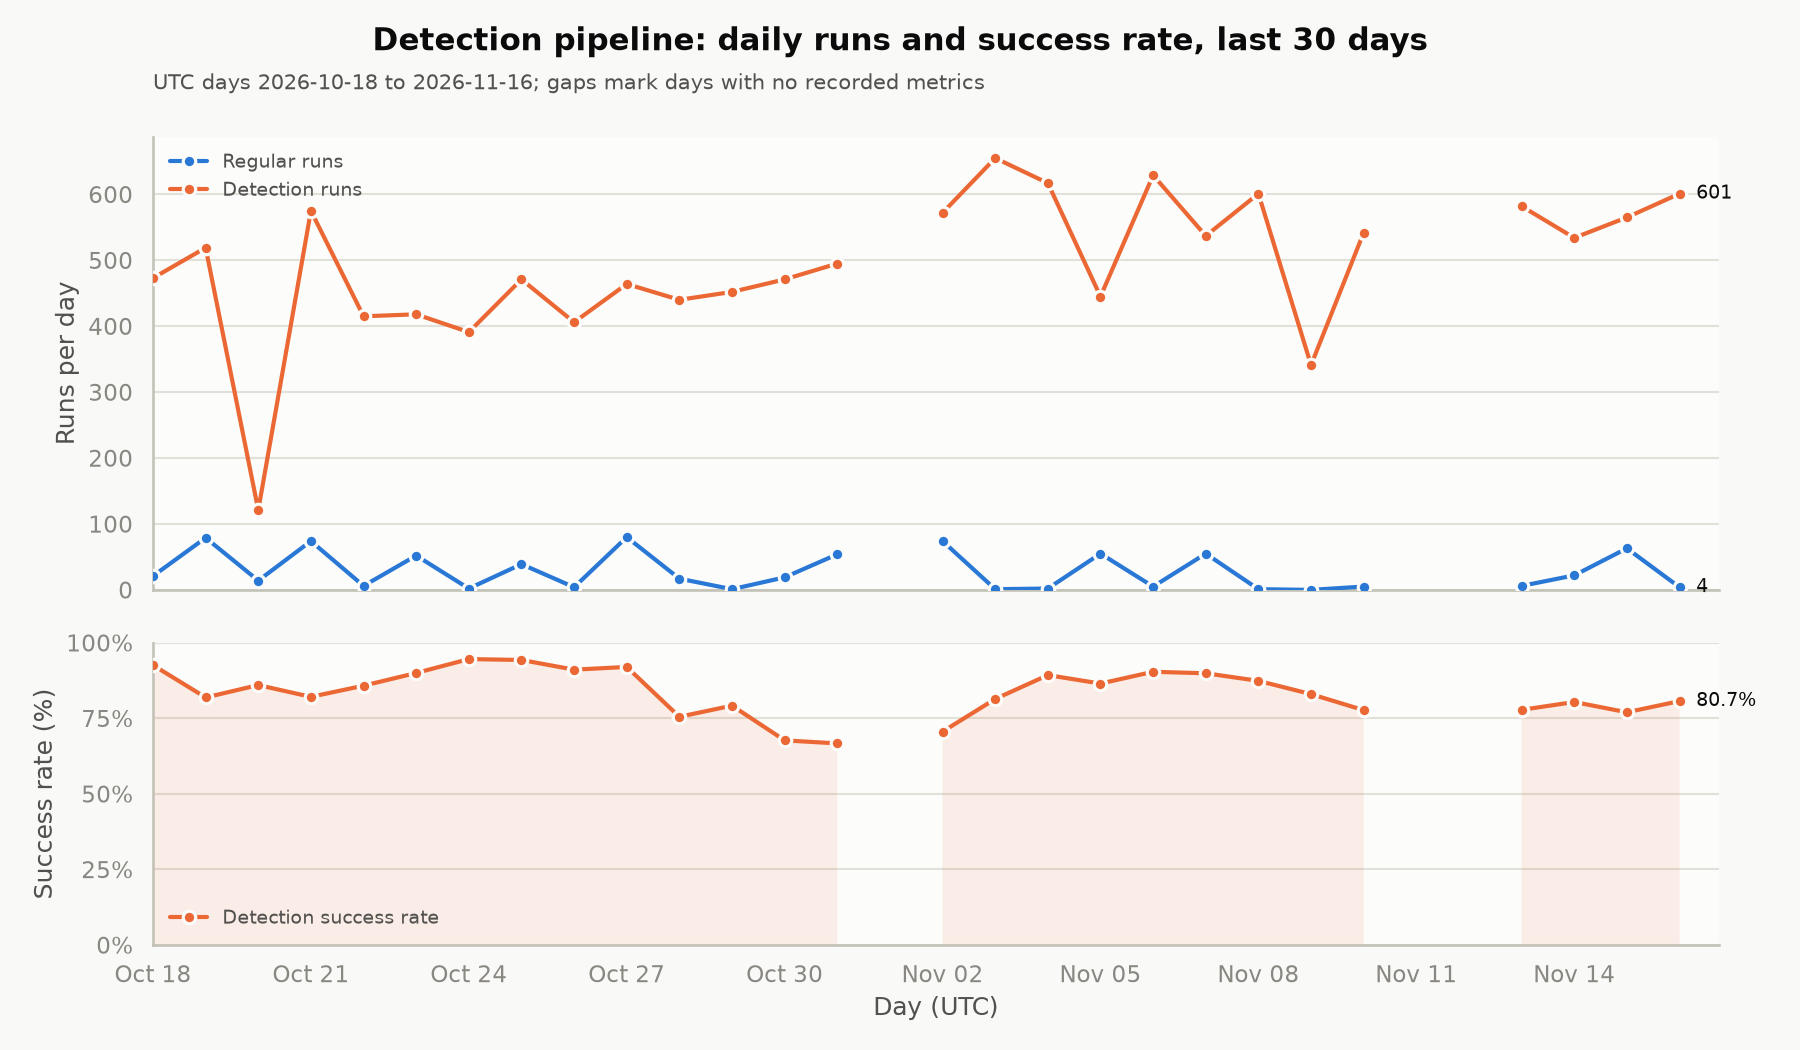 Detection pipeline: daily runs and success rate, last 30 days
UTC days 2026-10-18 to 2026-11-16; gaps mark days with no recorded metrics
Runs per day
600
500
400
300
200
100
0
Regular runs
Detection runs
601
4
Success rate (%)
100%
75%
50%
25%
0%
80.7%
Detection success rate
Oct 18 Oct 21 Oct 24 Oct 27 Oct 30 Nov 02 Nov 05 Nov 08 Nov 11 Nov 14
Day (UTC)